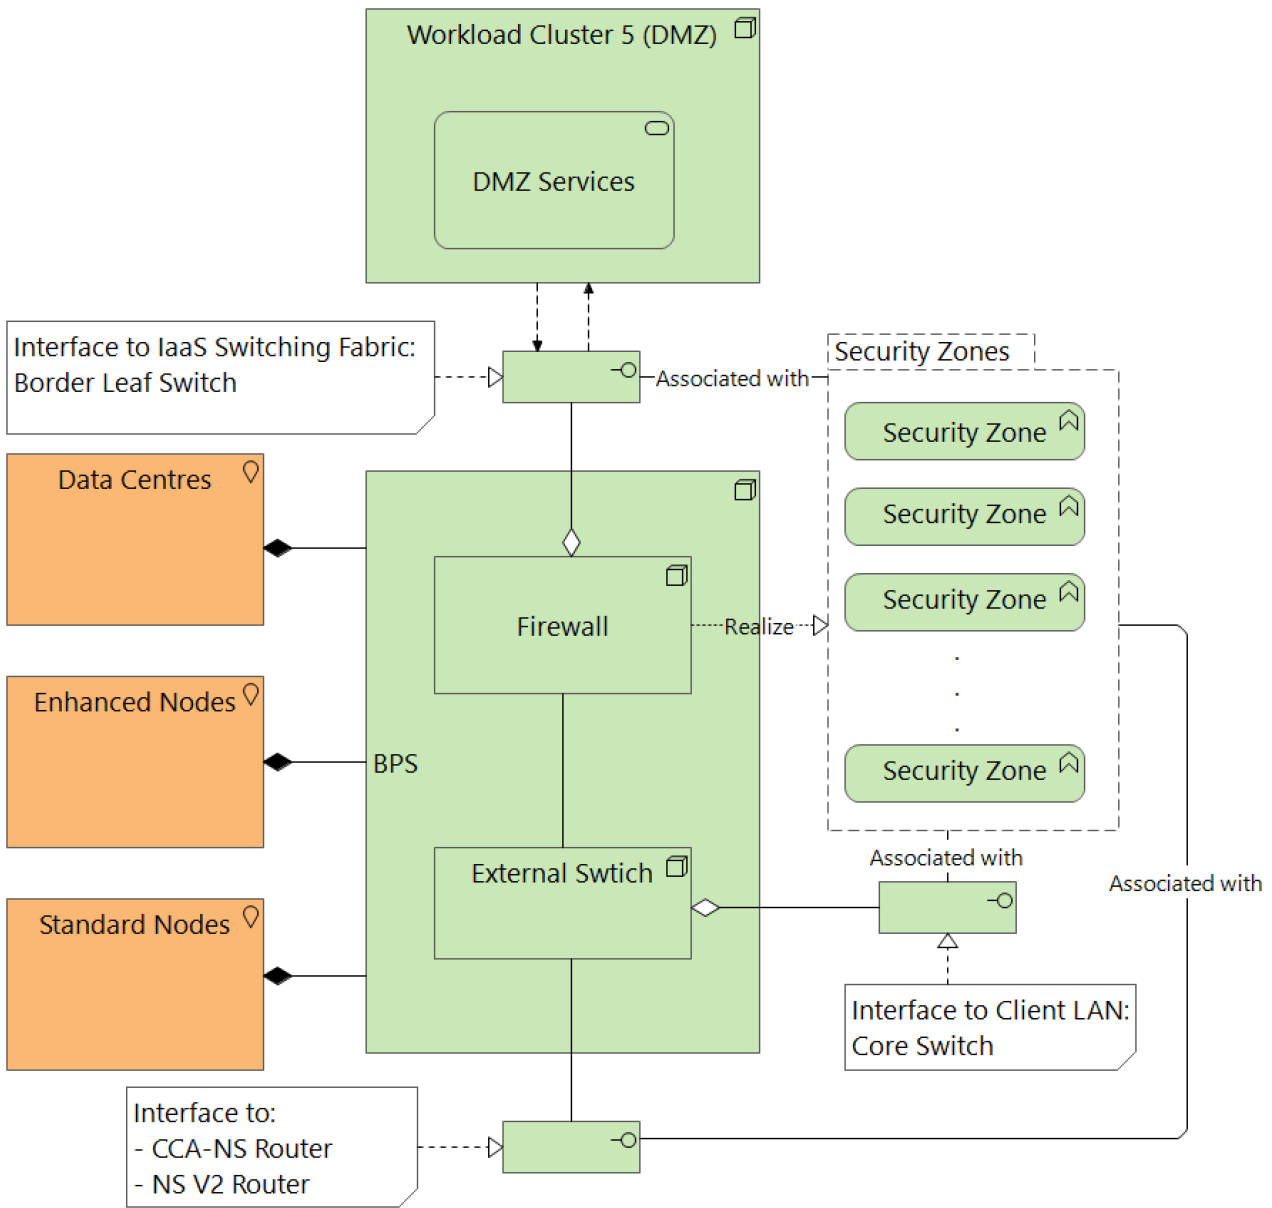 Workload Cluster 5 (DMZ)
DMZ Services
Interface to IaaS Switching Fabric:
Border Leaf Switch
Associated with
Security Zones
Security Zone
Security Zone
Security Zone
.
.
.
Security Zone
Data Centres
Enhanced Nodes
Standard Nodes
BPS
Firewall
Realize
External Swtich
Associated with
Associated with
Interface to Client LAN:
Core Switch
Interface to:
- CCA-NS Router
- NS V2 Router